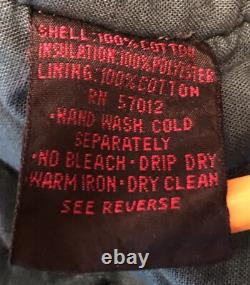 SHELL: 100% COTTON
INSULATION: 100% POLYESTER
LINING: 100% COTTON
RN 57012
•HAND WASH COLD
SEPARATELY
•NO BLEACH•DRIP DRY
•WARM IRON•DRY CLEAN
SEE REVERSE